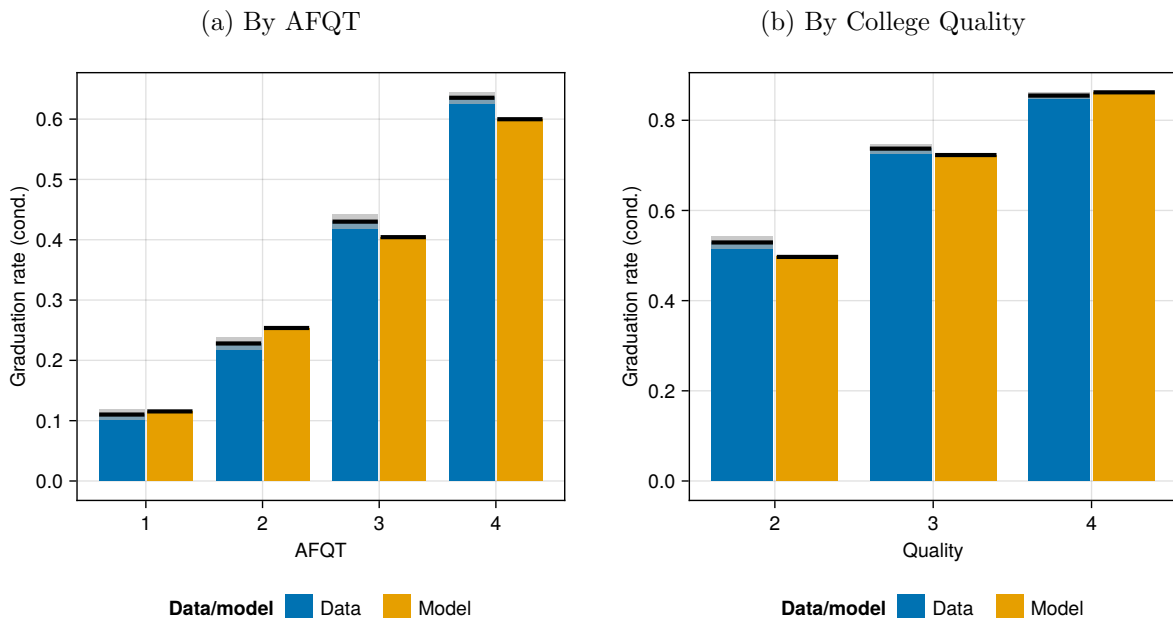 (a) By AFQT
Graduation rate (cond.)
0.6
0.5
0.4
0.3
0.2
0.1
0.0
1 2 3 4
AFQT
Data/model Data Model
(b) By College Quality
Graduation rate (cond.)
0.8
0.6
0.4
0.2
0.0
2 3 4
Quality
Data/model Data Model